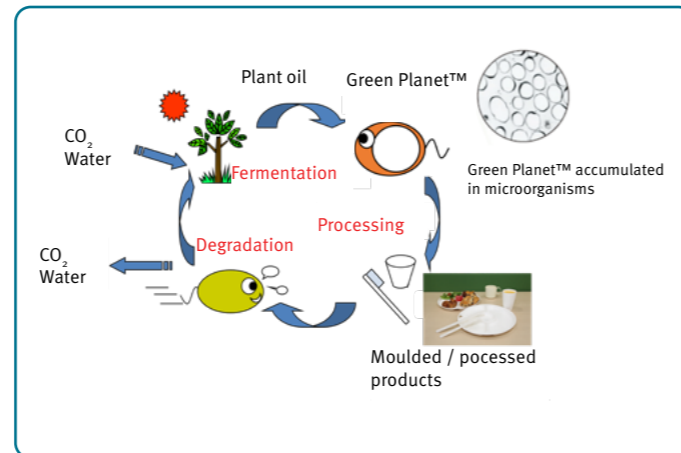 Plant oil
Green Planet™
CO₂
Water
Fermentation
Green Planet™ accumulated
in microorganisms
Processing
Degradation
CO₂
Water
Moulded / pocessed
products